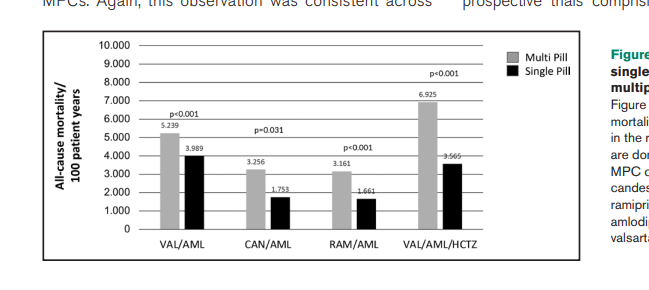 MPCs. Again, this observation was consistent across
prospective trials compris
All-cause mortality/
100 patient years
10.000
9.000
8.000
7.000
6.000
5.000
4.000
3.000
2.000
1.000
0
p<0.001
5.239
3.989
p=0.031
3.256
1.753
p<0.001
3.161
1.661
p<0.001
6.925
3.565
VAL/AML
CAN/AML
RAM/AML
VAL/AML/HCTZ
Multi Pill
Single Pill
Figure
single
multip
Figure
mortali
in the r
are dor
MPC c
candes
ramipri
amlodi
valsart